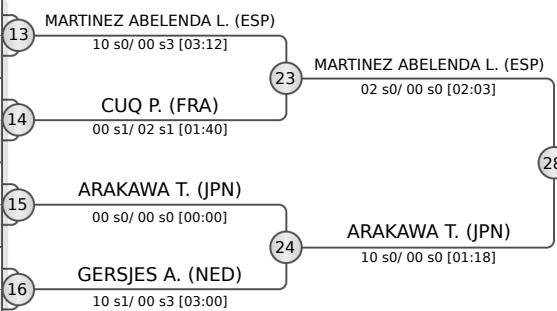 13
MARTINEZ ABELENDA L. (ESP)
10 s0/ 00 s3 [03:12]
23
MARTINEZ ABELENDA L. (ESP)
02 s0/ 00 s0 [02:03]
14
CUQ P. (FRA)
00 s1/ 02 s1 [01:40]
28
15
ARAKAWA T. (JPN)
00 s0/ 00 s0 [00:00]
24
ARAKAWA T. (JPN)
10 s0/ 00 s0 [01:18]
16
GERSJES A. (NED)
10 s1/ 00 s3 [03:00]